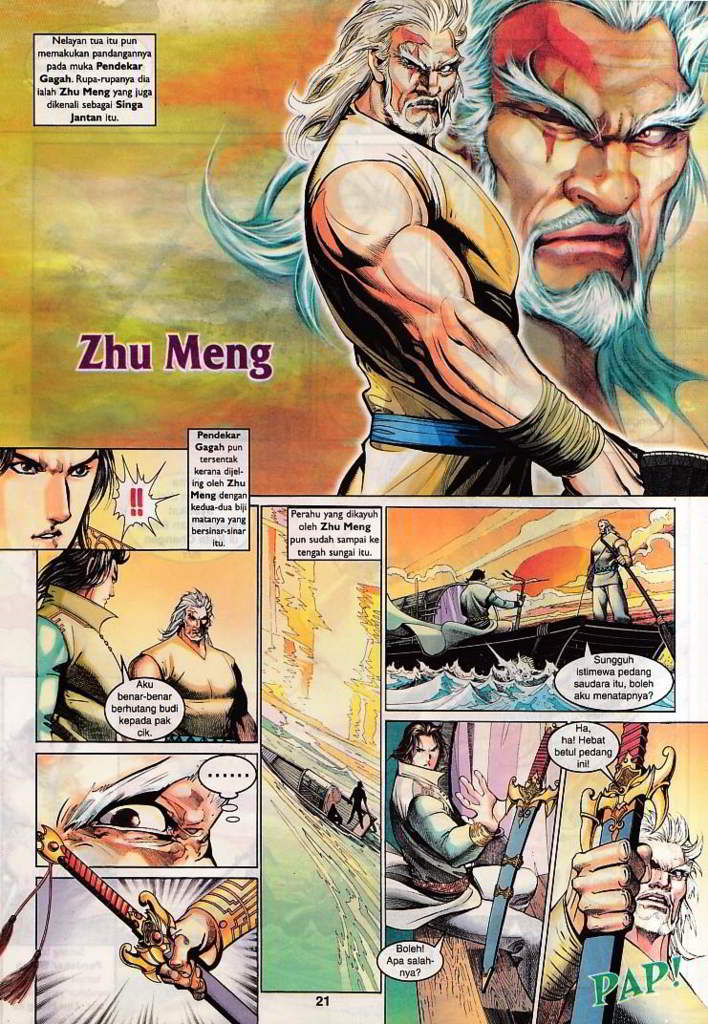 Nelayan tua itu pun
memakukan pandangannya
pada muka Pendekar
Gagah. Rupa-rupanya dia
ialah Zhu Meng yang juga
dikenali sebagai Singa
Jantan itu.
Zhu Meng
Pendekar
Gagah pun
tersentak
kerana dijel-
ing oleh Zhu
Meng dengan
kedua-dua biji
matanya yang
bersinar-sinar
itu.
!!
Aku
benar-benar
berhutang budi
kepada pak
cik.
......
Perahu yang dikayuh
oleh Zhu Meng
pun sudah sampai ke
tengah sungai itu.
Sungguh
istimewa pedang
saudara itu, boleh
aku menatapnya?
Boleh!
Apa salah-
nya?
Ha,
ha! Hebat
betul pedang
ini!
PAP!
21